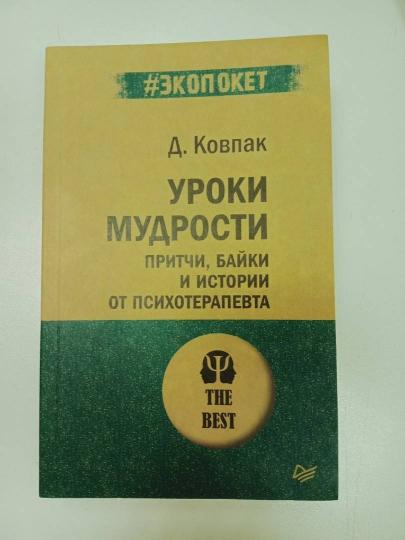 #ЭКОПОКЕТ
Д. Ковпак
УРОКИ
МУДРОСТИ
ПРИТЧИ, БАЙКИ
И ИСТОРИИ
ОТ ПСИХОТЕРАПЕВТА
Ψ
THE
BEST